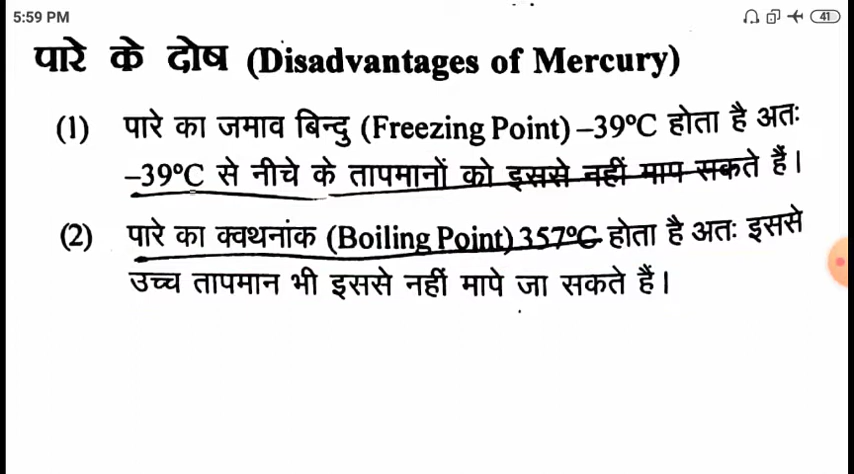 5:59 PM
41
पारे के दोष (Disadvantages of Mercury)
(1) पारे का जमाव बिन्दु (Freezing Point) –39°C होता है अतः
–39°C से नीचे के तापमानों को इससे नहीं माप सकते हैं।
(2) पारे का क्वथनांक (Boiling Point) 357°C होता है अतः इससे
उच्च तापमान भी इससे नहीं मापे जा सकते हैं।